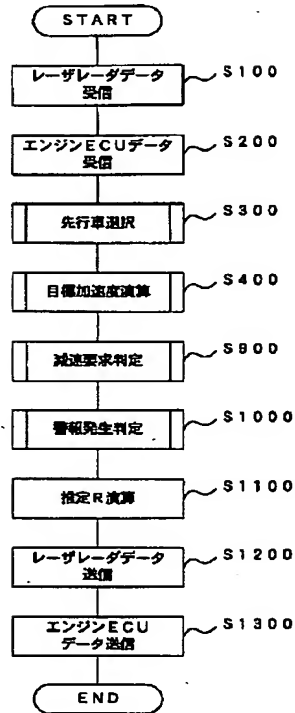 START
レーザレーダデータ
受信
S100
エンジンECUデータ
受信
S200
先行車選択
S300
目標加速度演算
S400
減速要求判定
S900
警報発生判定
S1000
推定R演算
S1100
レーザレーダデータ
送信
S1200
エンジンECU
データ送信
S1300
END